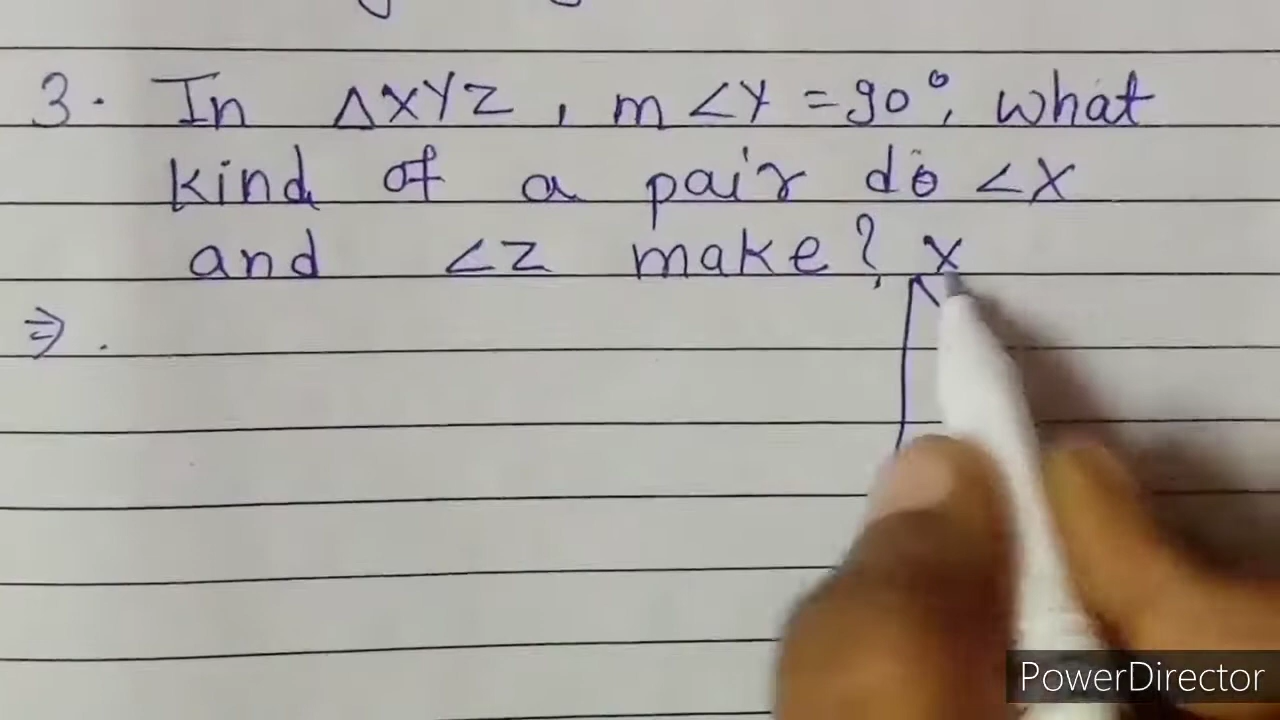 3. In ΔXYZ, m∠Y = 90°, what
kind of a pair do ∠X
and ∠Z make? X
⇒.
PowerDirector